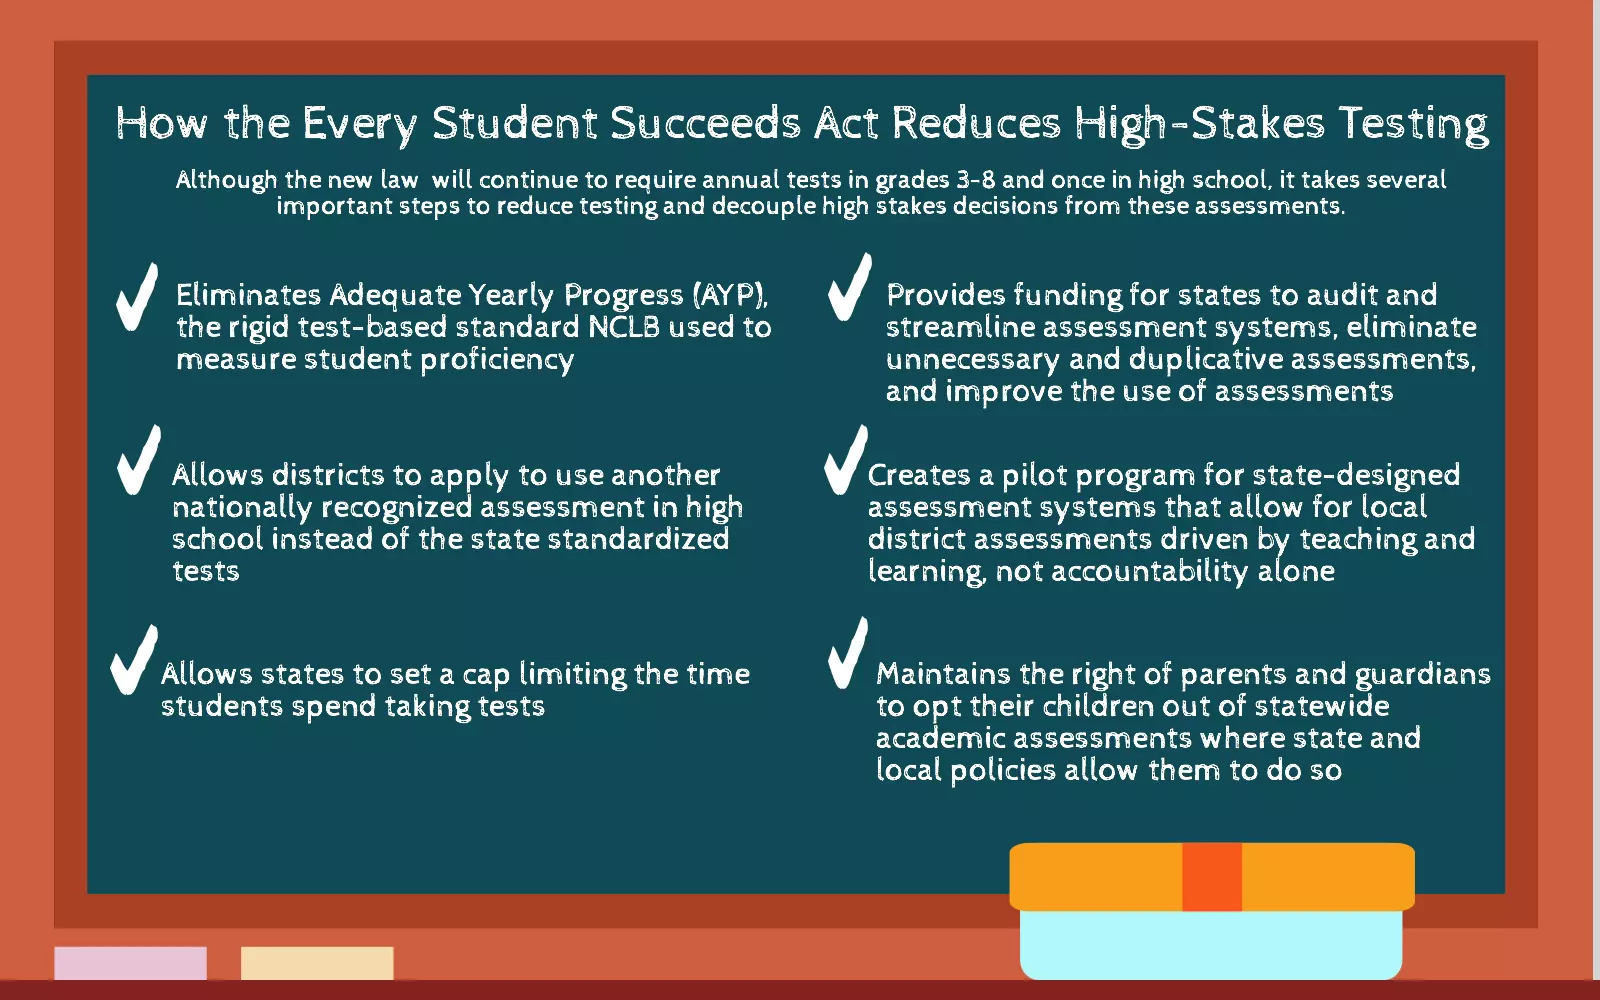 How the Every Student Succeeds Act Reduces High-Stakes Testing
Although the new law will continue to require annual tests in grades 3-8 and once in high school, it takes several
important steps to reduce testing and decouple high stakes decisions from these assessments.
Eliminates Adequate Yearly Progress (AYP),
the rigid test-based standard NCLB used to
measure student proficiency
Allows districts to apply to use another
nationally recognized assessment in high
school instead of the state standardized
tests
Allows states to set a cap limiting the time
students spend taking tests
Provides funding for states to audit and
streamline assessment systems, eliminate
unnecessary and duplicative assessments,
and improve the use of assessments
Creates a pilot program for state-designed
assessment systems that allow for local
district assessments driven by teaching and
learning, not accountability alone
Maintains the right of parents and guardians
to opt their children out of statewide
academic assessments where state and
local policies allow them to do so